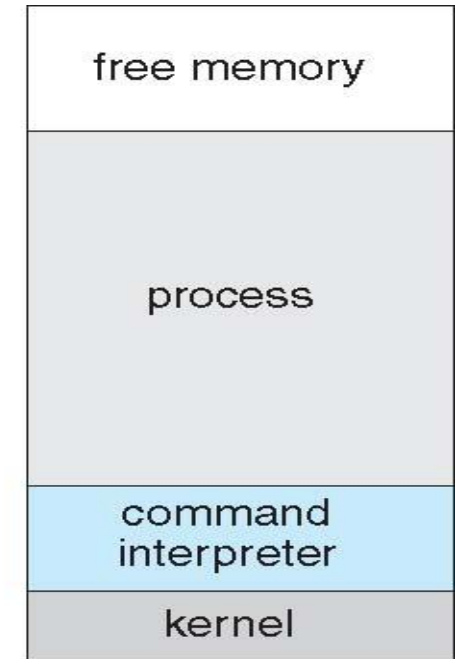 free memory
process
command
interpreter
kernel